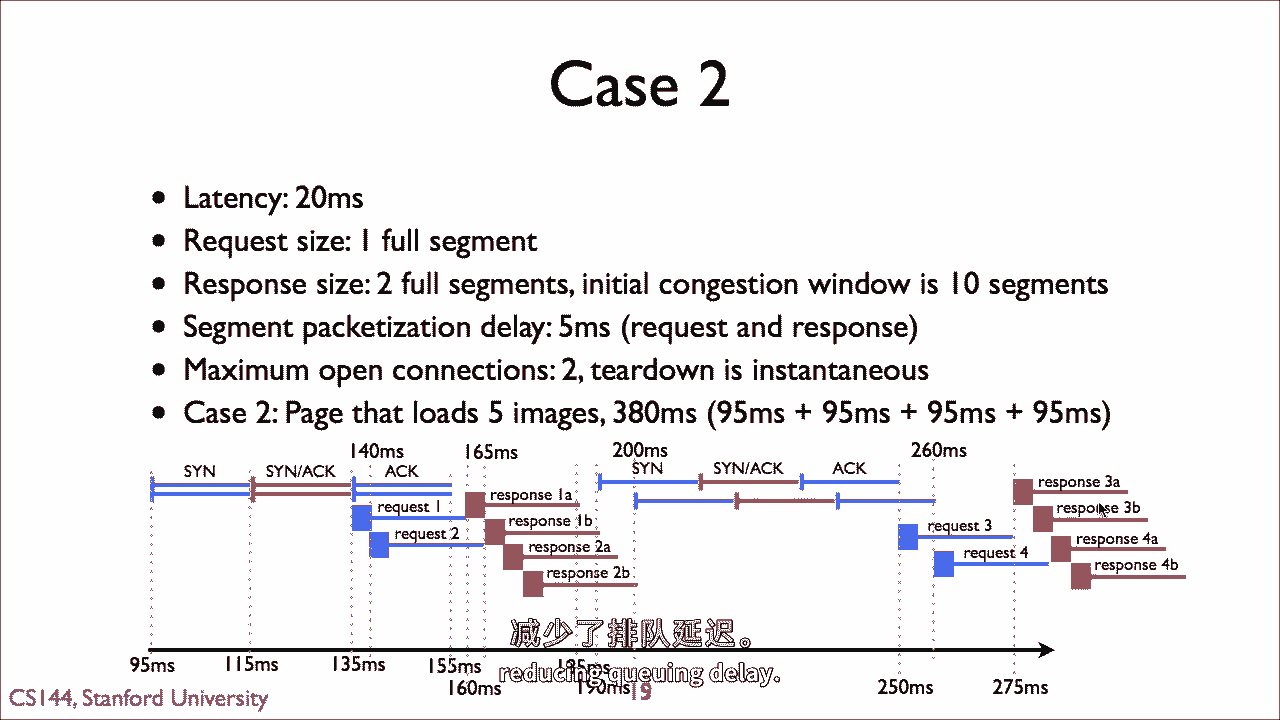 Case 2
• Latency: 20ms
• Request size: 1 full segment
• Response size: 2 full segments, initial congestion window is 10 segments
• Segment packetization delay: 5ms (request and response)
• Maximum open connections: 2, teardown is instantaneous
• Case 2: Page that loads 5 images, 380ms (95ms + 95ms + 95ms + 95ms)
140ms 165ms 200ms 260ms
SYN SYN/ACK ACK SYN SYN/ACK ACK
response 1a response 3a
request 1 response 1b response 3b
request 2 response 2a request 3 response 4a
response 2b request 4 response 4b
减少了排队延迟。
95ms 115ms 135ms 155ms 185ms
reducing queuing delay.
160ms 190ms 19 250ms 275ms
CS144, Stanford University